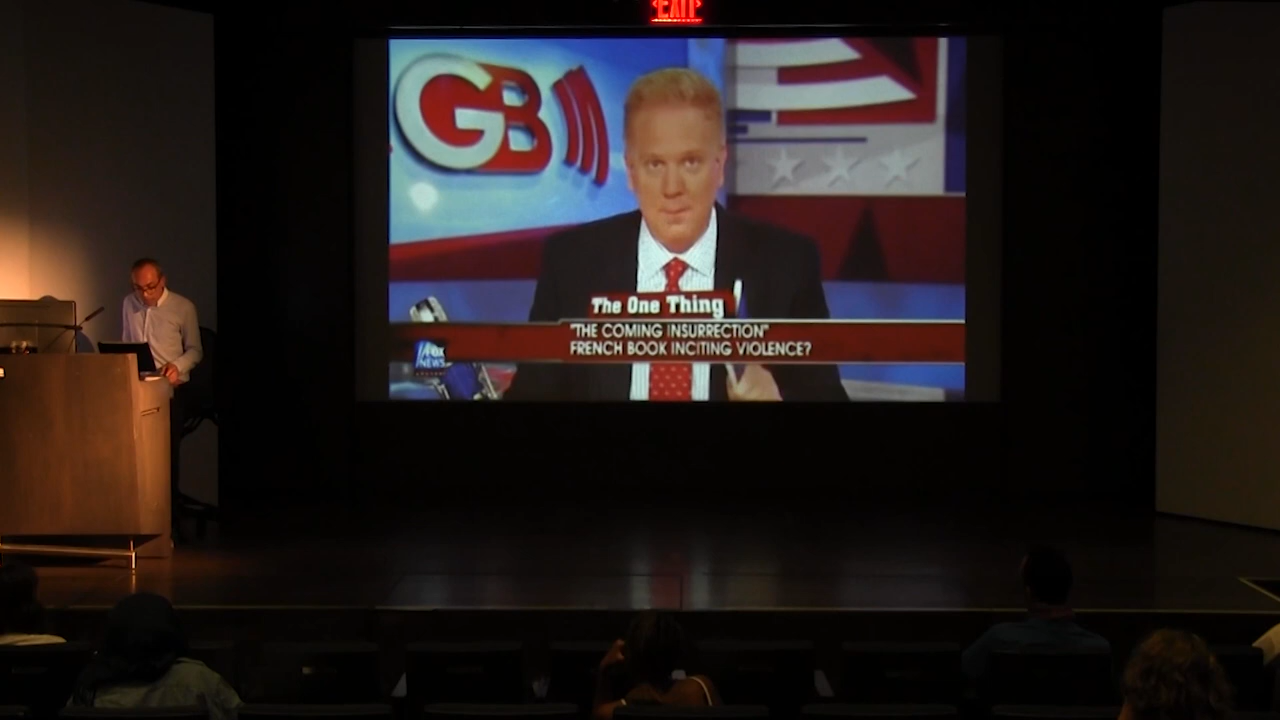 EXIT
GB
The One Thing
"THE COMING INSURRECTION"
FRENCH BOOK INCITING VIOLENCE?
FOX
NEWS